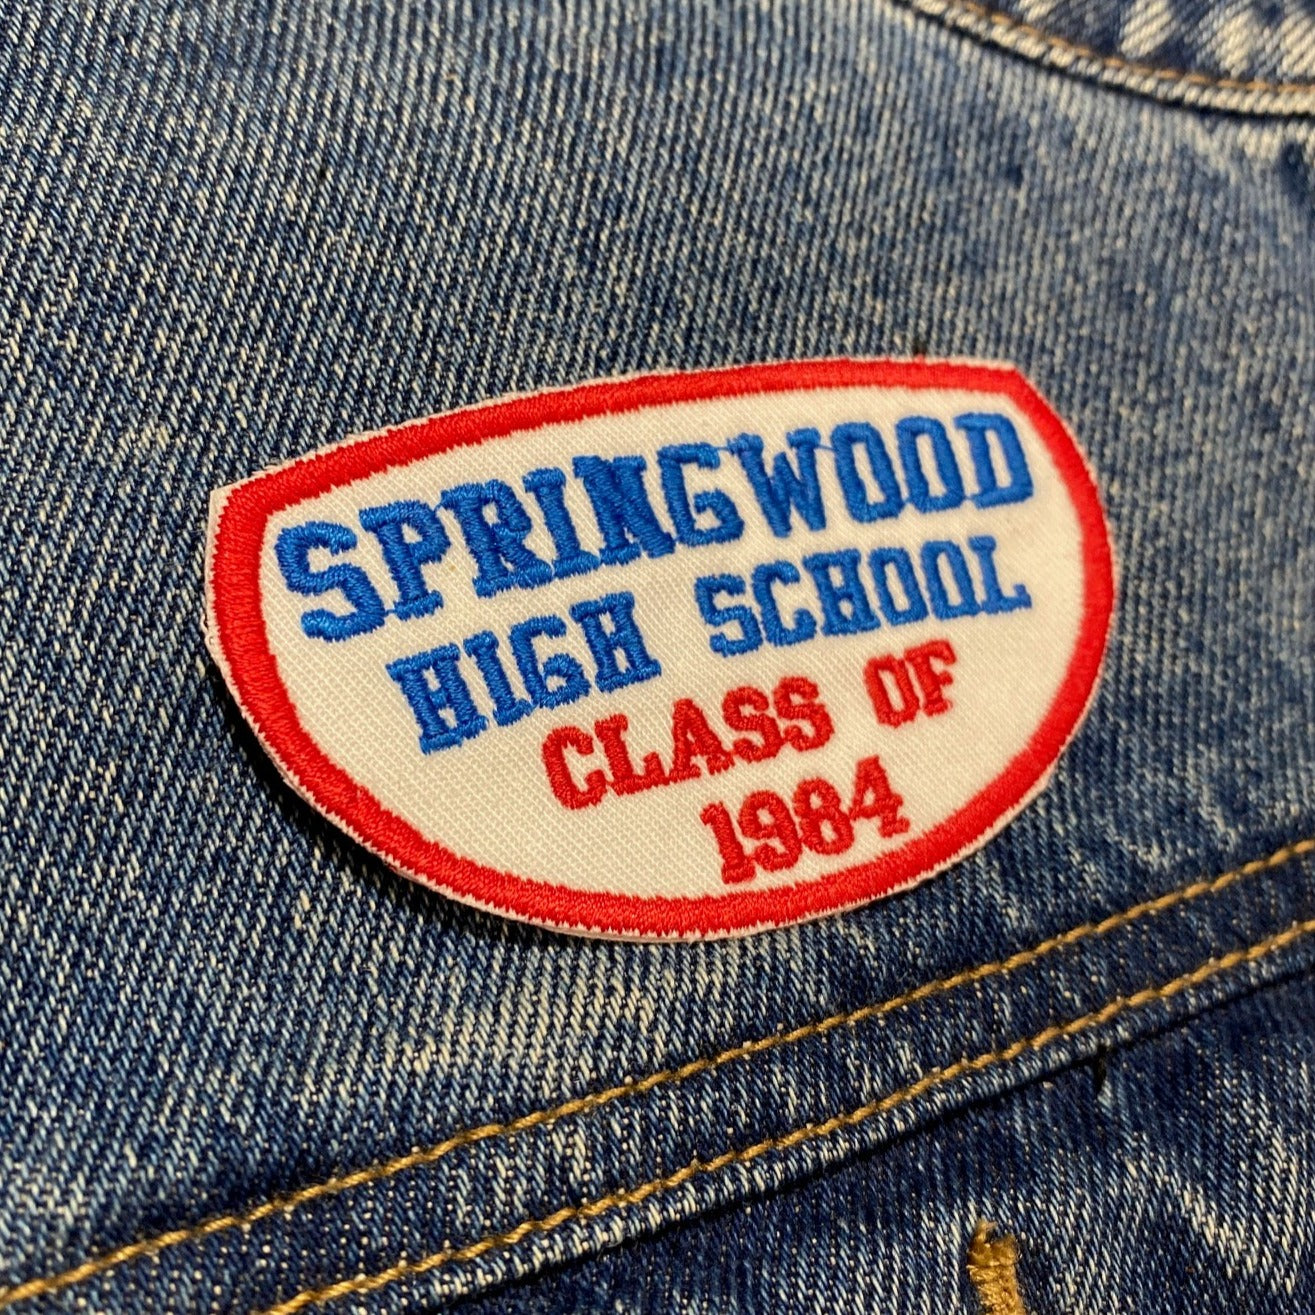 SPRINGWOOD
HIGH SCHOOL
CLASS OF
1984